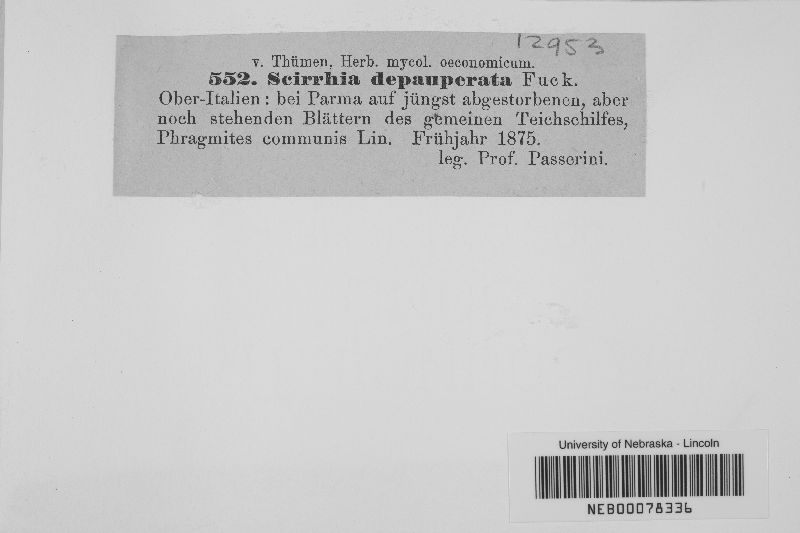 12953
v. Thümen, Herb. mycol. oeconomicum.
552. Scirrhia depauperata Fuck.
Ober-Italien: bei Parma auf jüngst abgestorbenen, aber
noch stehenden Blättern des gemeinen Teichschilfes,
Phragmites communis Lin. Frühjahr 1875.
leg. Prof. Passerini.
University of Nebraska - Lincoln
NEB00078336